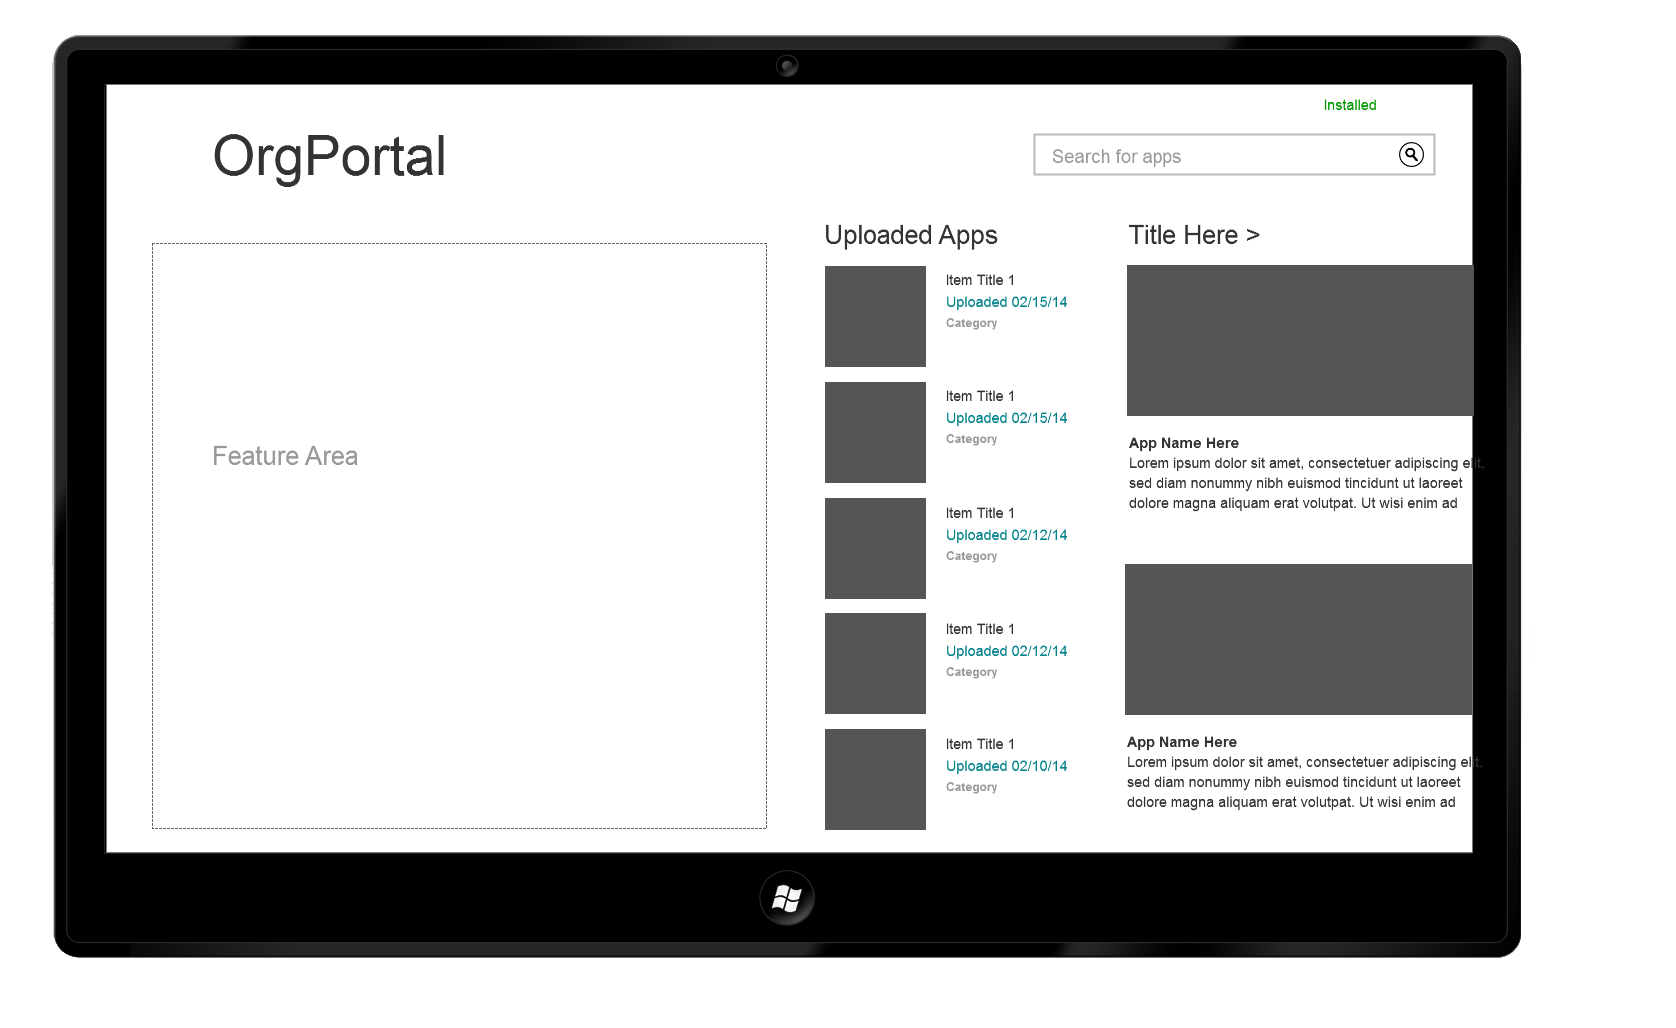 Installed
OrgPortal
Search for apps
Feature Area
Uploaded Apps
Item Title 1
Uploaded 02/15/14
Category
Item Title 1
Uploaded 02/15/14
Category
Item Title 1
Uploaded 02/12/14
Category
Item Title 1
Uploaded 02/12/14
Category
Item Title 1
Uploaded 02/10/14
Category
Title Here >
App Name Here
Lorem ipsum dolor sit amet, consectetuer adipiscing elit,
sed diam nonummy nibh euismod tincidunt ut laoreet
dolore magna aliquam erat volutpat. Ut wisi enim ad
App Name Here
Lorem ipsum dolor sit amet, consectetuer adipiscing elit,
sed diam nonummy nibh euismod tincidunt ut laoreet
dolore magna aliquam erat volutpat. Ut wisi enim ad